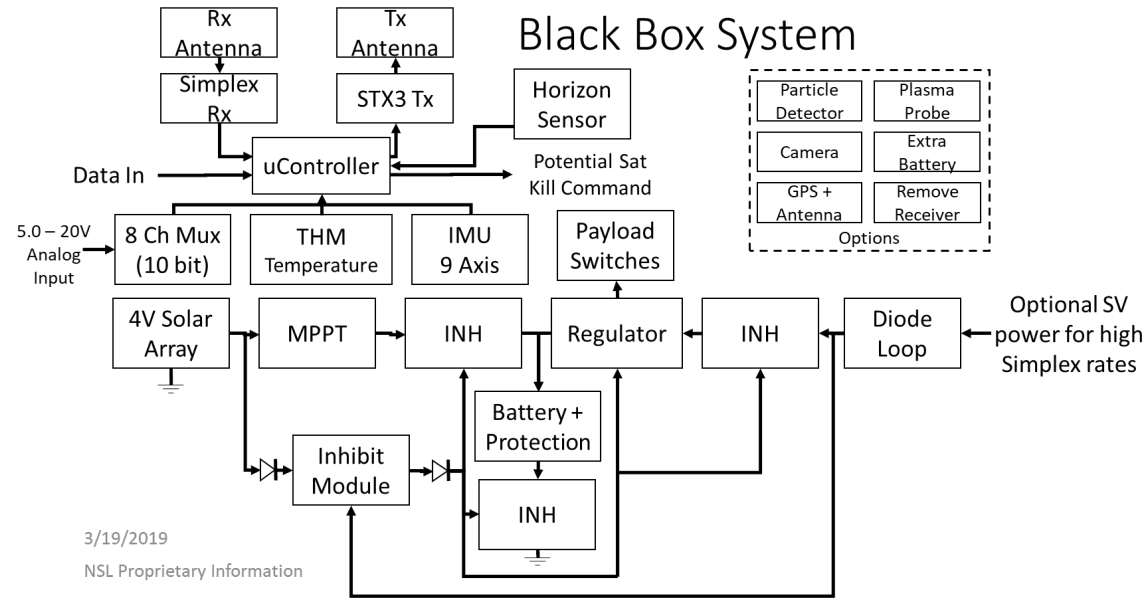 Black Box System
Rx
Antenna
Tx
Antenna
Simplex
Rx
STX3 Tx
Horizon
Sensor
Particle
Detector
Plasma
Probe
Camera
Extra
Battery
GPS +
Antenna
Remove
Receiver
Options
Data In
uController
Potential Sat
Kill Command
5.0 – 20V
Analog
Input
8 Ch Mux
(10 bit)
THM
Temperature
IMU
9 Axis
Payload
Switches
4V Solar
Array
MPPT
INH
Regulator
INH
Diode
Loop
Optional SV
power for high
Simplex rates
Battery +
Protection
Inhibit
Module
INH
3/19/2019
NSL Proprietary Information